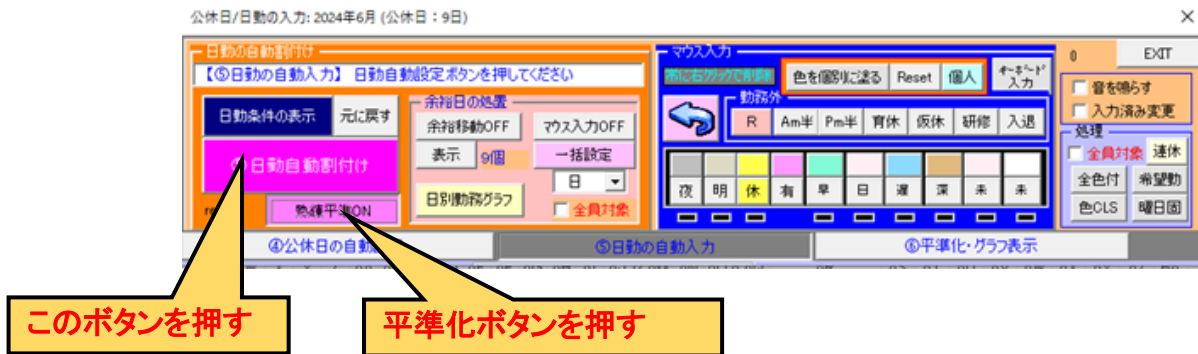 公休日/日勤の入力: 2024年6月 (公休日：9日)
日勤の自動割付け
【⑤日勤の自動入力】 日勤自動設定ボタンを押してください
日勤条件の表示
元に戻す
日勤自動割付け
熟練平準ON
余裕日の処置
余裕移動OFF
マウス入力OFF
表示
9個
一括設定
日
日別勤務グラフ
全員対象
マウス入力
色を個別に塗る
Reset
個人
キーボード
入力
勤務外
R
Am半
Pm半
育休
仮休
研修
入退
夜
明
休
有
早
日
遅
深
未
未
0
EXIT
音を鳴らす
入力済み変更
処理
全員対象
連休
全色付
希望勤
色CLS
曜日固
④公休日の自動
⑤日勤の自動入力
⑥平準化・グラフ表示
このボタンを押す
平準化ボタンを押す